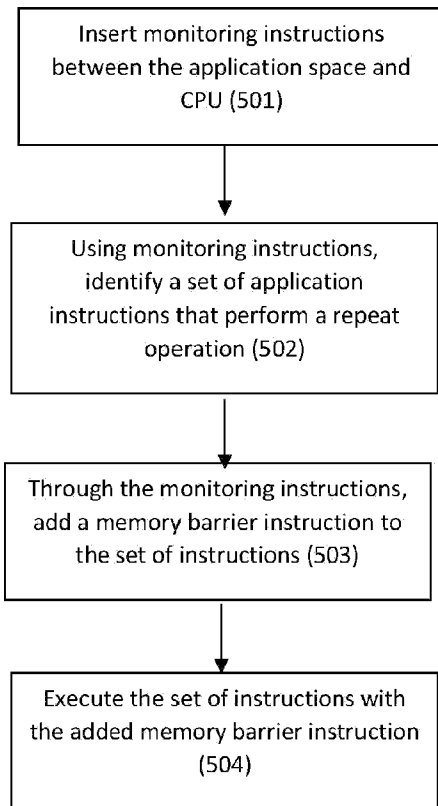 Insert monitoring instructions
between the application space and
CPU (501)
Using monitoring instructions,
identify a set of application
instructions that perform a repeat
operation (502)
Through the monitoring instructions,
add a memory barrier instruction to
the set of instructions (503)
Execute the set of instructions with
the added memory barrier instruction
(504)